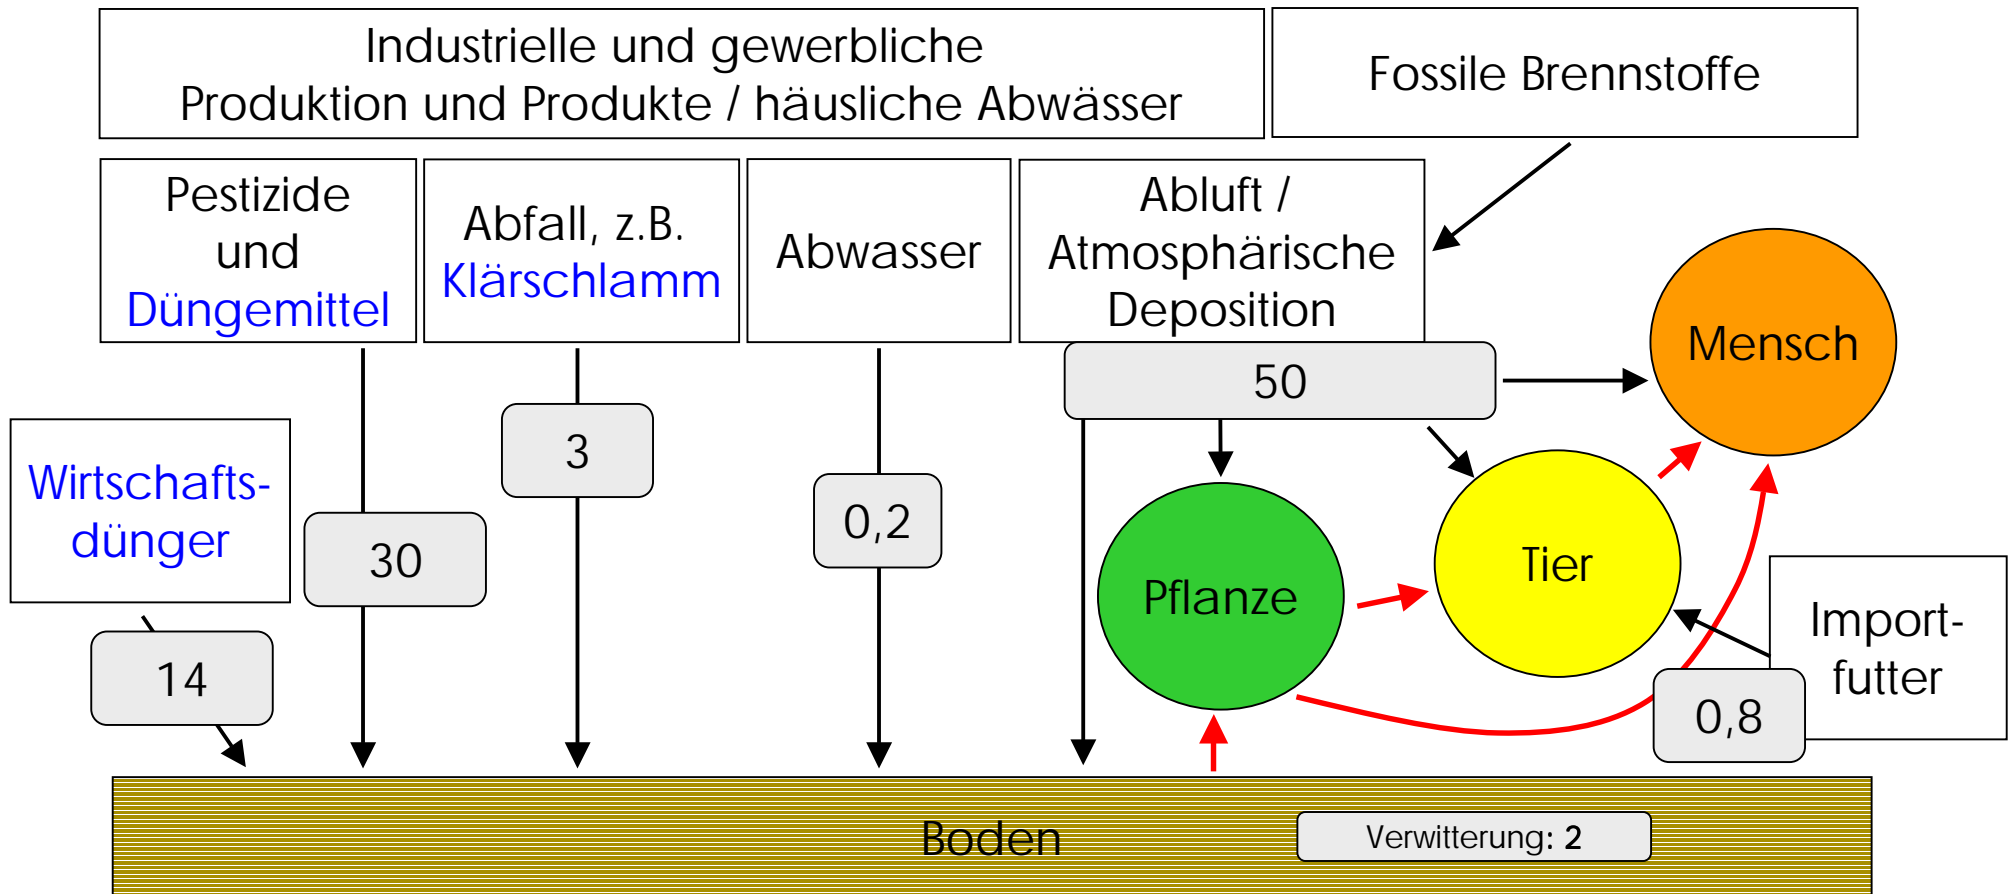 Industrielle und gewerbliche
Produktion und Produkte / häusliche Abwässer
Fossile Brennstoffe
Pestizide
und
Düngemittel
Abfall, z.B.
Klärschlamm
Abwasser
Abluft /
Atmosphärische
Deposition
50
Mensch
Wirtschafts-
dünger
14
30
3
0,2
Pflanze
Tier
Import-
futter
0,8
Boden
Verwitterung: 2